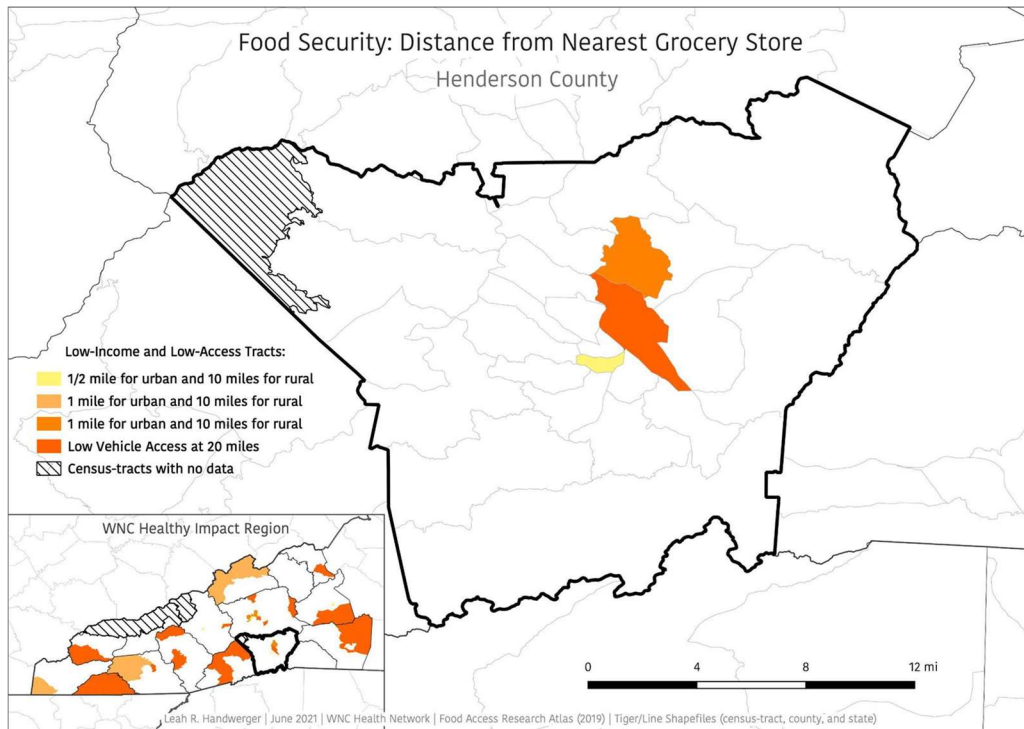 Food Security: Distance from Nearest Grocery Store
Henderson County
Low-Income and Low-Access Tracts:
1/2 mile for urban and 10 miles for rural
1 mile for urban and 10 miles for rural
1 mile for urban and 10 miles for rural
Low Vehicle Access at 20 miles
Census-tracts with no data
WNC Healthy Impact Region
0 4 8 12 mi
Leah R. Handwerger | June 2021 | WNC Health Network | Food Access Research Atlas (2019) | Tiger/Line Shapefiles (census-tract, county, and state)